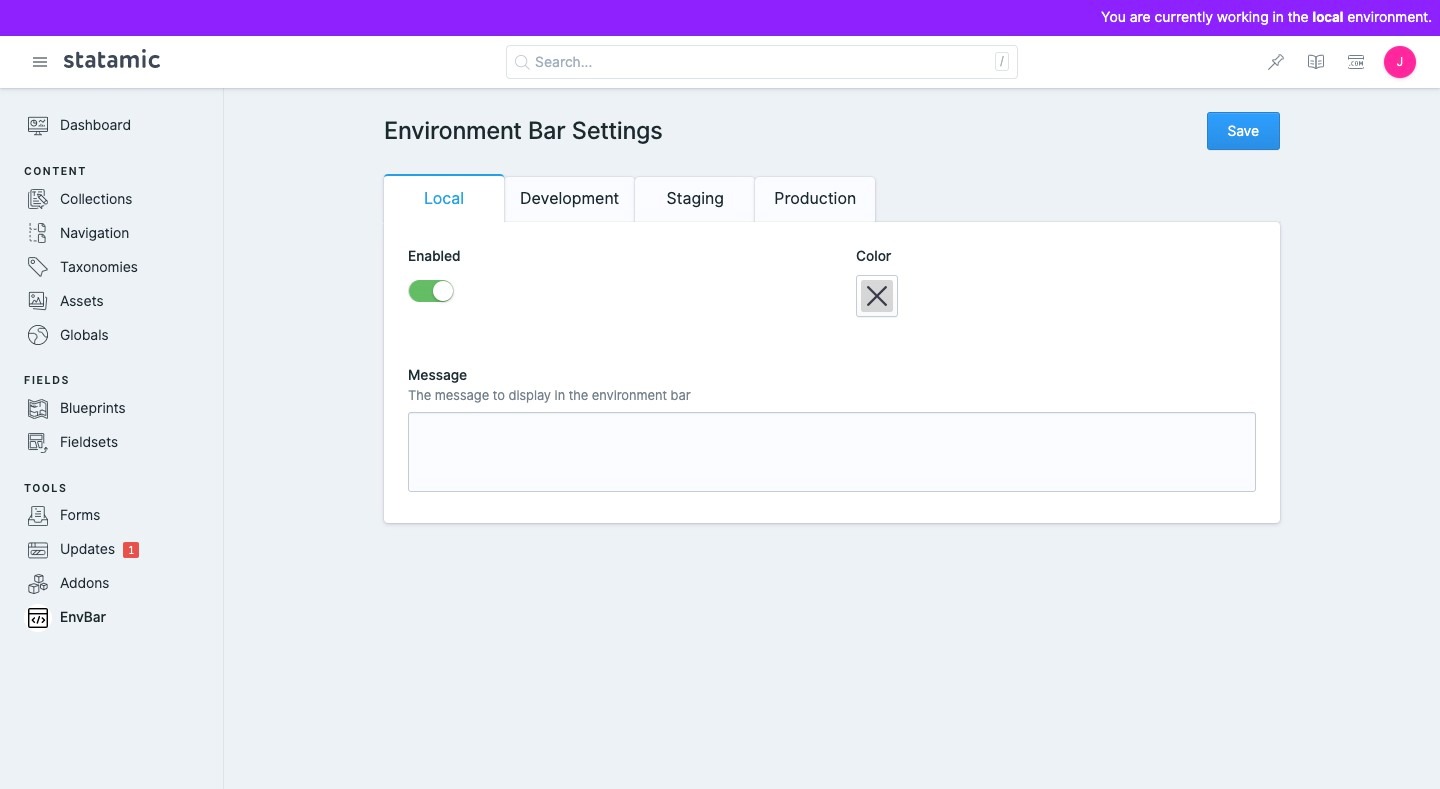 You are currently working in the local environment.
statamic
Search...
/
.COM
J
Dashboard
CONTENT
Collections
Navigation
Taxonomies
Assets
Globals
FIELDS
Blueprints
Fieldsets
TOOLS
Forms
Updates 1
Addons
EnvBar
Environment Bar Settings
Save
Local Development Staging Production
Enabled Color
Message
The message to display in the environment bar